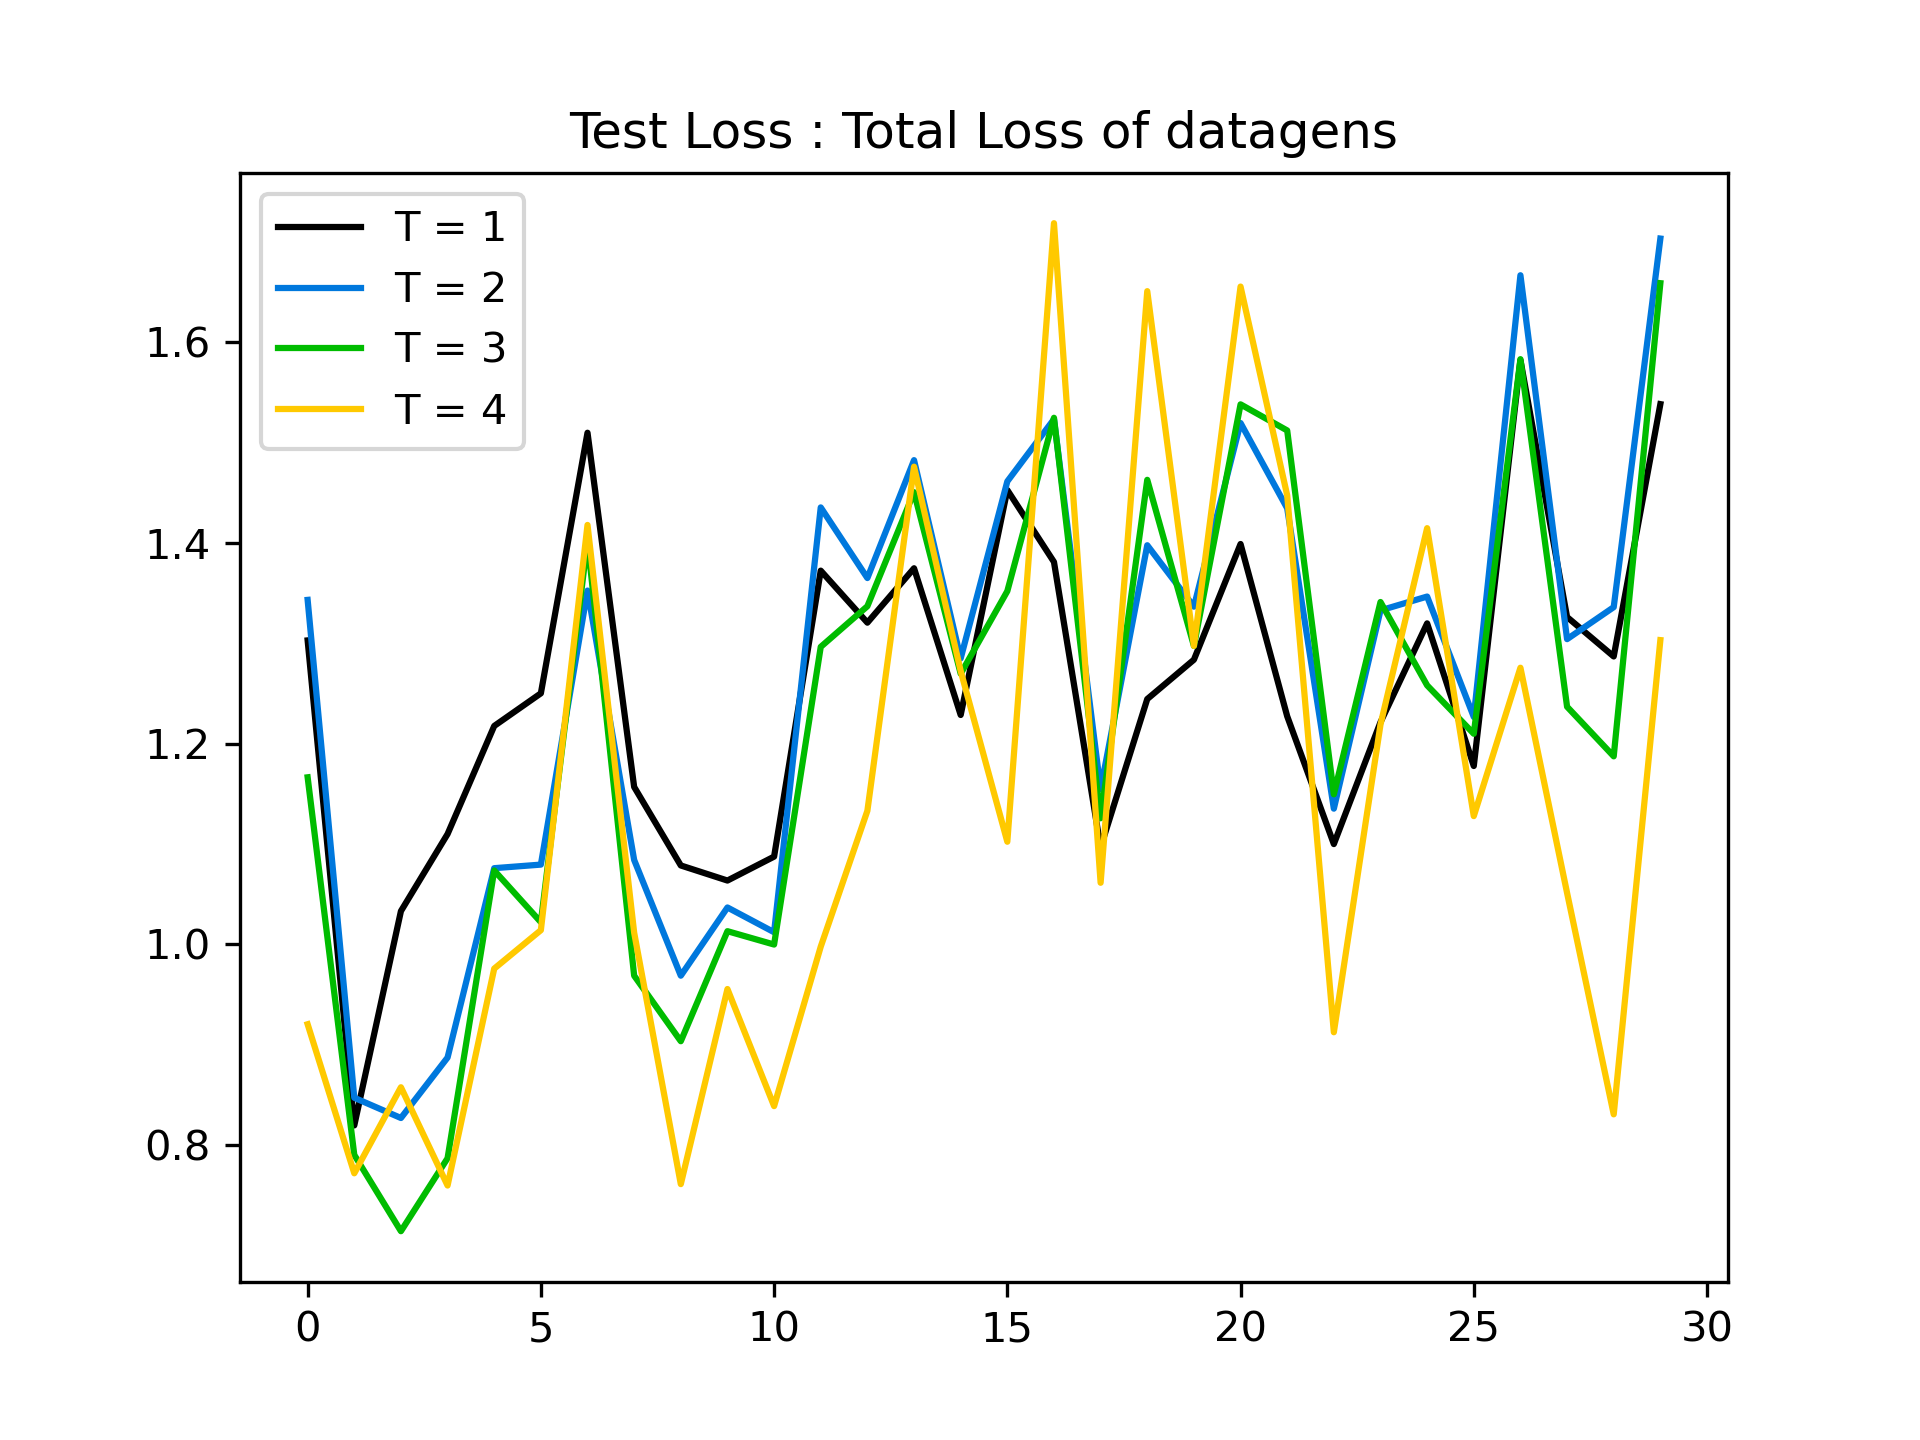 Test Loss : Total Loss of datagens
T = 1
T = 2
T = 3
T = 4
1.6
1.4
1.2
1.0
0.8
0 5 10 15 20 25 30